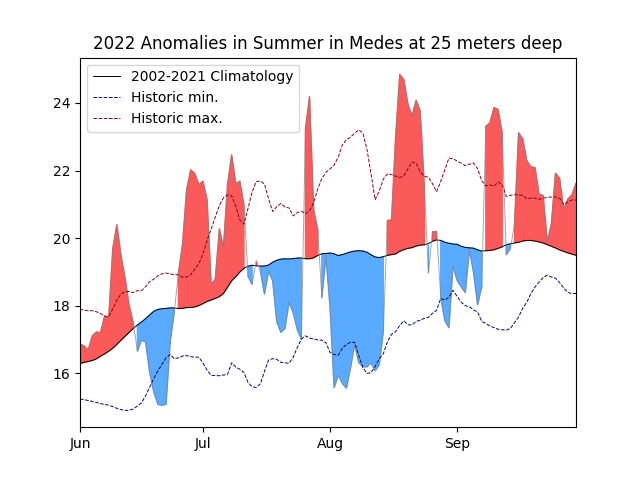 2022 Anomalies in Summer in Medes at 25 meters deep
2002-2021 Climatology
Historic min.
Historic max.
24
22
20
18
16
Jun Jul Aug Sep